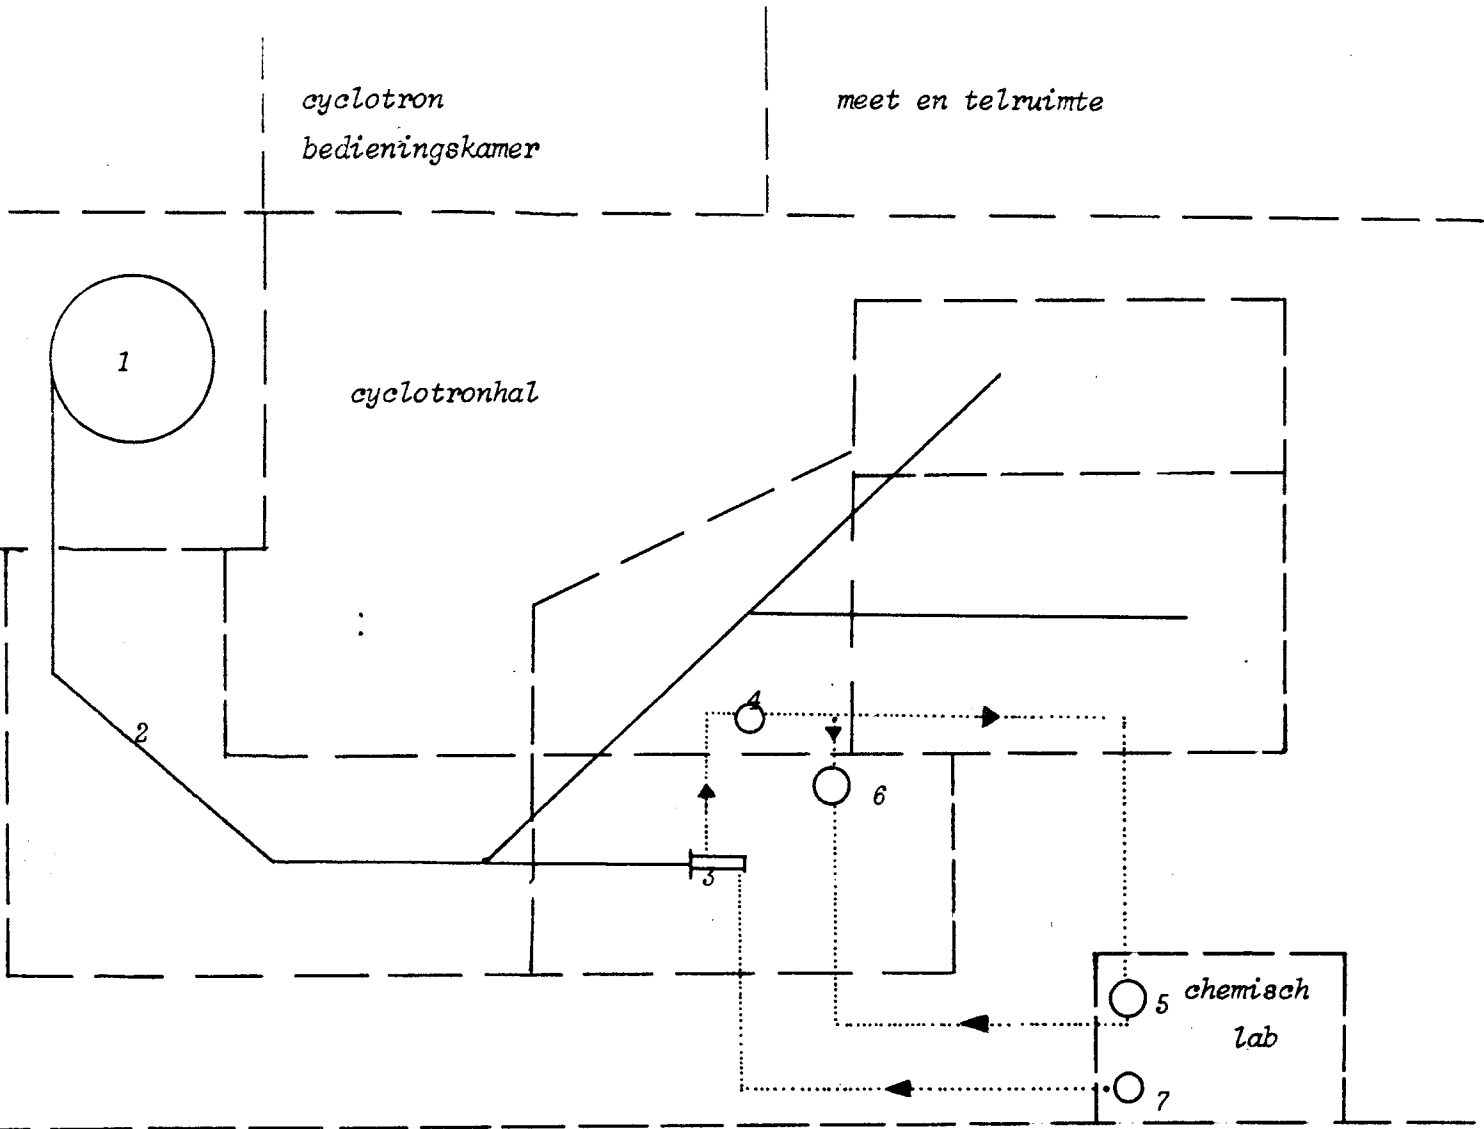 cyclotron
bedieningskamer
meet en telruimte
1
cyclotronhal
4
2
6
3
5
chemisch
lab
7